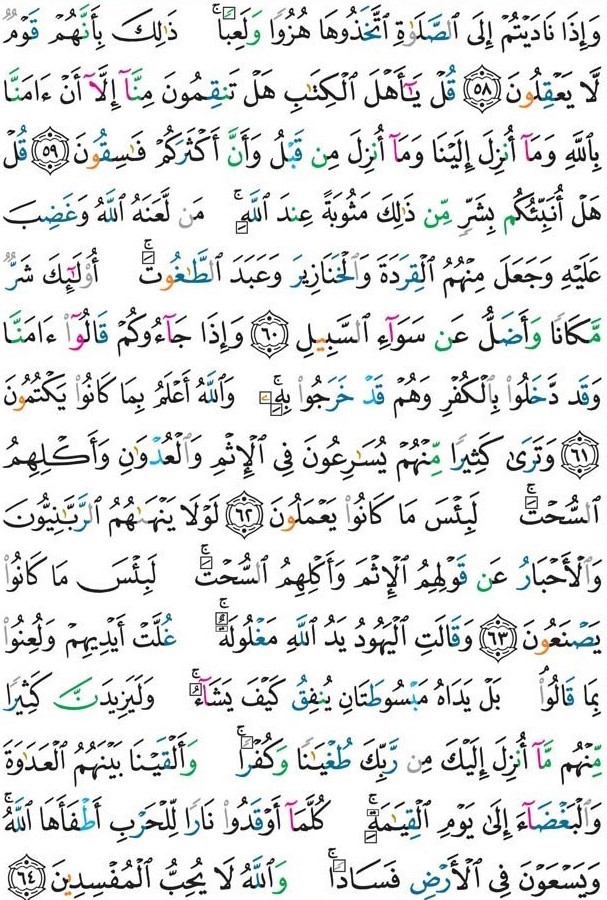 وَإِذَا نَادَيْتُمْ إِلَى ٱلصَّلَوٰةِ ٱتَّخَذُوهَا هُزُوًا وَلَعِبًا ۚ ذَٰلِكَ بِأَنَّهُمْ قَوْمٌ
لَّا يَعْقِلُونَ ٥٨ قُلْ يَـٰٓأَهْلَ ٱلْكِتَـٰبِ هَلْ تَنقِمُونَ مِنَّآ إِلَّآ أَنْ ءَامَنَّا
بِٱللَّهِ وَمَآ أُنزِلَ إِلَيْنَا وَمَآ أُنزِلَ مِن قَبْلُ وَأَنَّ أَكْثَرَكُمْ فَـٰسِقُونَ ٥٩ قُلْ
هَلْ أُنَبِّئُكُم بِشَرٍّ مِّن ذَٰلِكَ مَثُوبَةً عِندَ ٱللَّهِ ۚ مَن لَّعَنَهُ ٱللَّهُ وَغَضِبَ
عَلَيْهِ وَجَعَلَ مِنْهُمُ ٱلْقِرَدَةَ وَٱلْخَنَازِيرَ وَعَبَدَ ٱلطَّـٰغُوتَ ۚ أُو۟لَـٰٓئِكَ شَرٌّ
مَّكَانًا وَأَضَلُّ عَن سَوَآءِ ٱلسَّبِيلِ ٦٠ وَإِذَا جَآءُوكُمْ قَالُوٓا۟ ءَامَنَّا
وَقَد دَّخَلُوا۟ بِٱلْكُفْرِ وَهُمْ قَدْ خَرَجُوا۟ بِهِۦ ۚ وَٱللَّهُ أَعْلَمُ بِمَا كَانُوا۟ يَكْتُمُونَ
٦١ وَتَرَىٰ كَثِيرًا مِّنْهُمْ يُسَـٰرِعُونَ فِى ٱلْإِثْمِ وَٱلْعُدْوَٰنِ وَأَكْلِهِمُ
ٱلسُّحْتَ ۚ لَبِئْسَ مَا كَانُوا۟ يَعْمَلُونَ ٦٢ لَوْلَا يَنْهَىٰهُمُ ٱلرَّبَّـٰنِيُّونَ
وَٱلْأَحْبَارُ عَن قَوْلِهِمُ ٱلْإِثْمَ وَأَكْلِهِمُ ٱلسُّحْتَ ۚ لَبِئْسَ مَا كَانُوا۟
يَصْنَعُونَ ٦٣ وَقَالَتِ ٱلْيَهُودُ يَدُ ٱللَّهِ مَغْلُولَةٌ ۚ غُلَّتْ أَيْدِيهِمْ وَلُعِنُوا۟
بِمَا قَالُوا۟ ۘ بَلْ يَدَاهُ مَبْسُوطَتَانِ يُنفِقُ كَيْفَ يَشَآءُ ۚ وَلَيَزِيدَنَّ كَثِيرًا
مِّنْهُم مَّآ أُنزِلَ إِلَيْكَ مِن رَّبِّكَ طُغْيَـٰنًا وَكُفْرًا ۚ وَأَلْقَيْنَا بَيْنَهُمُ ٱلْعَدَٰوَةَ
وَٱلْبَغْضَآءَ إِلَىٰ يَوْمِ ٱلْقِيَـٰمَةِ ۚ كُلَّمَآ أَوْقَدُوا۟ نَارًا لِّلْحَرْبِ أَطْفَأَهَا ٱللَّهُ ۚ
وَيَسْعَوْنَ فِى ٱلْأَرْضِ فَسَادًا ۚ وَٱللَّهُ لَا يُحِبُّ ٱلْمُفْسِدِينَ ٦٤